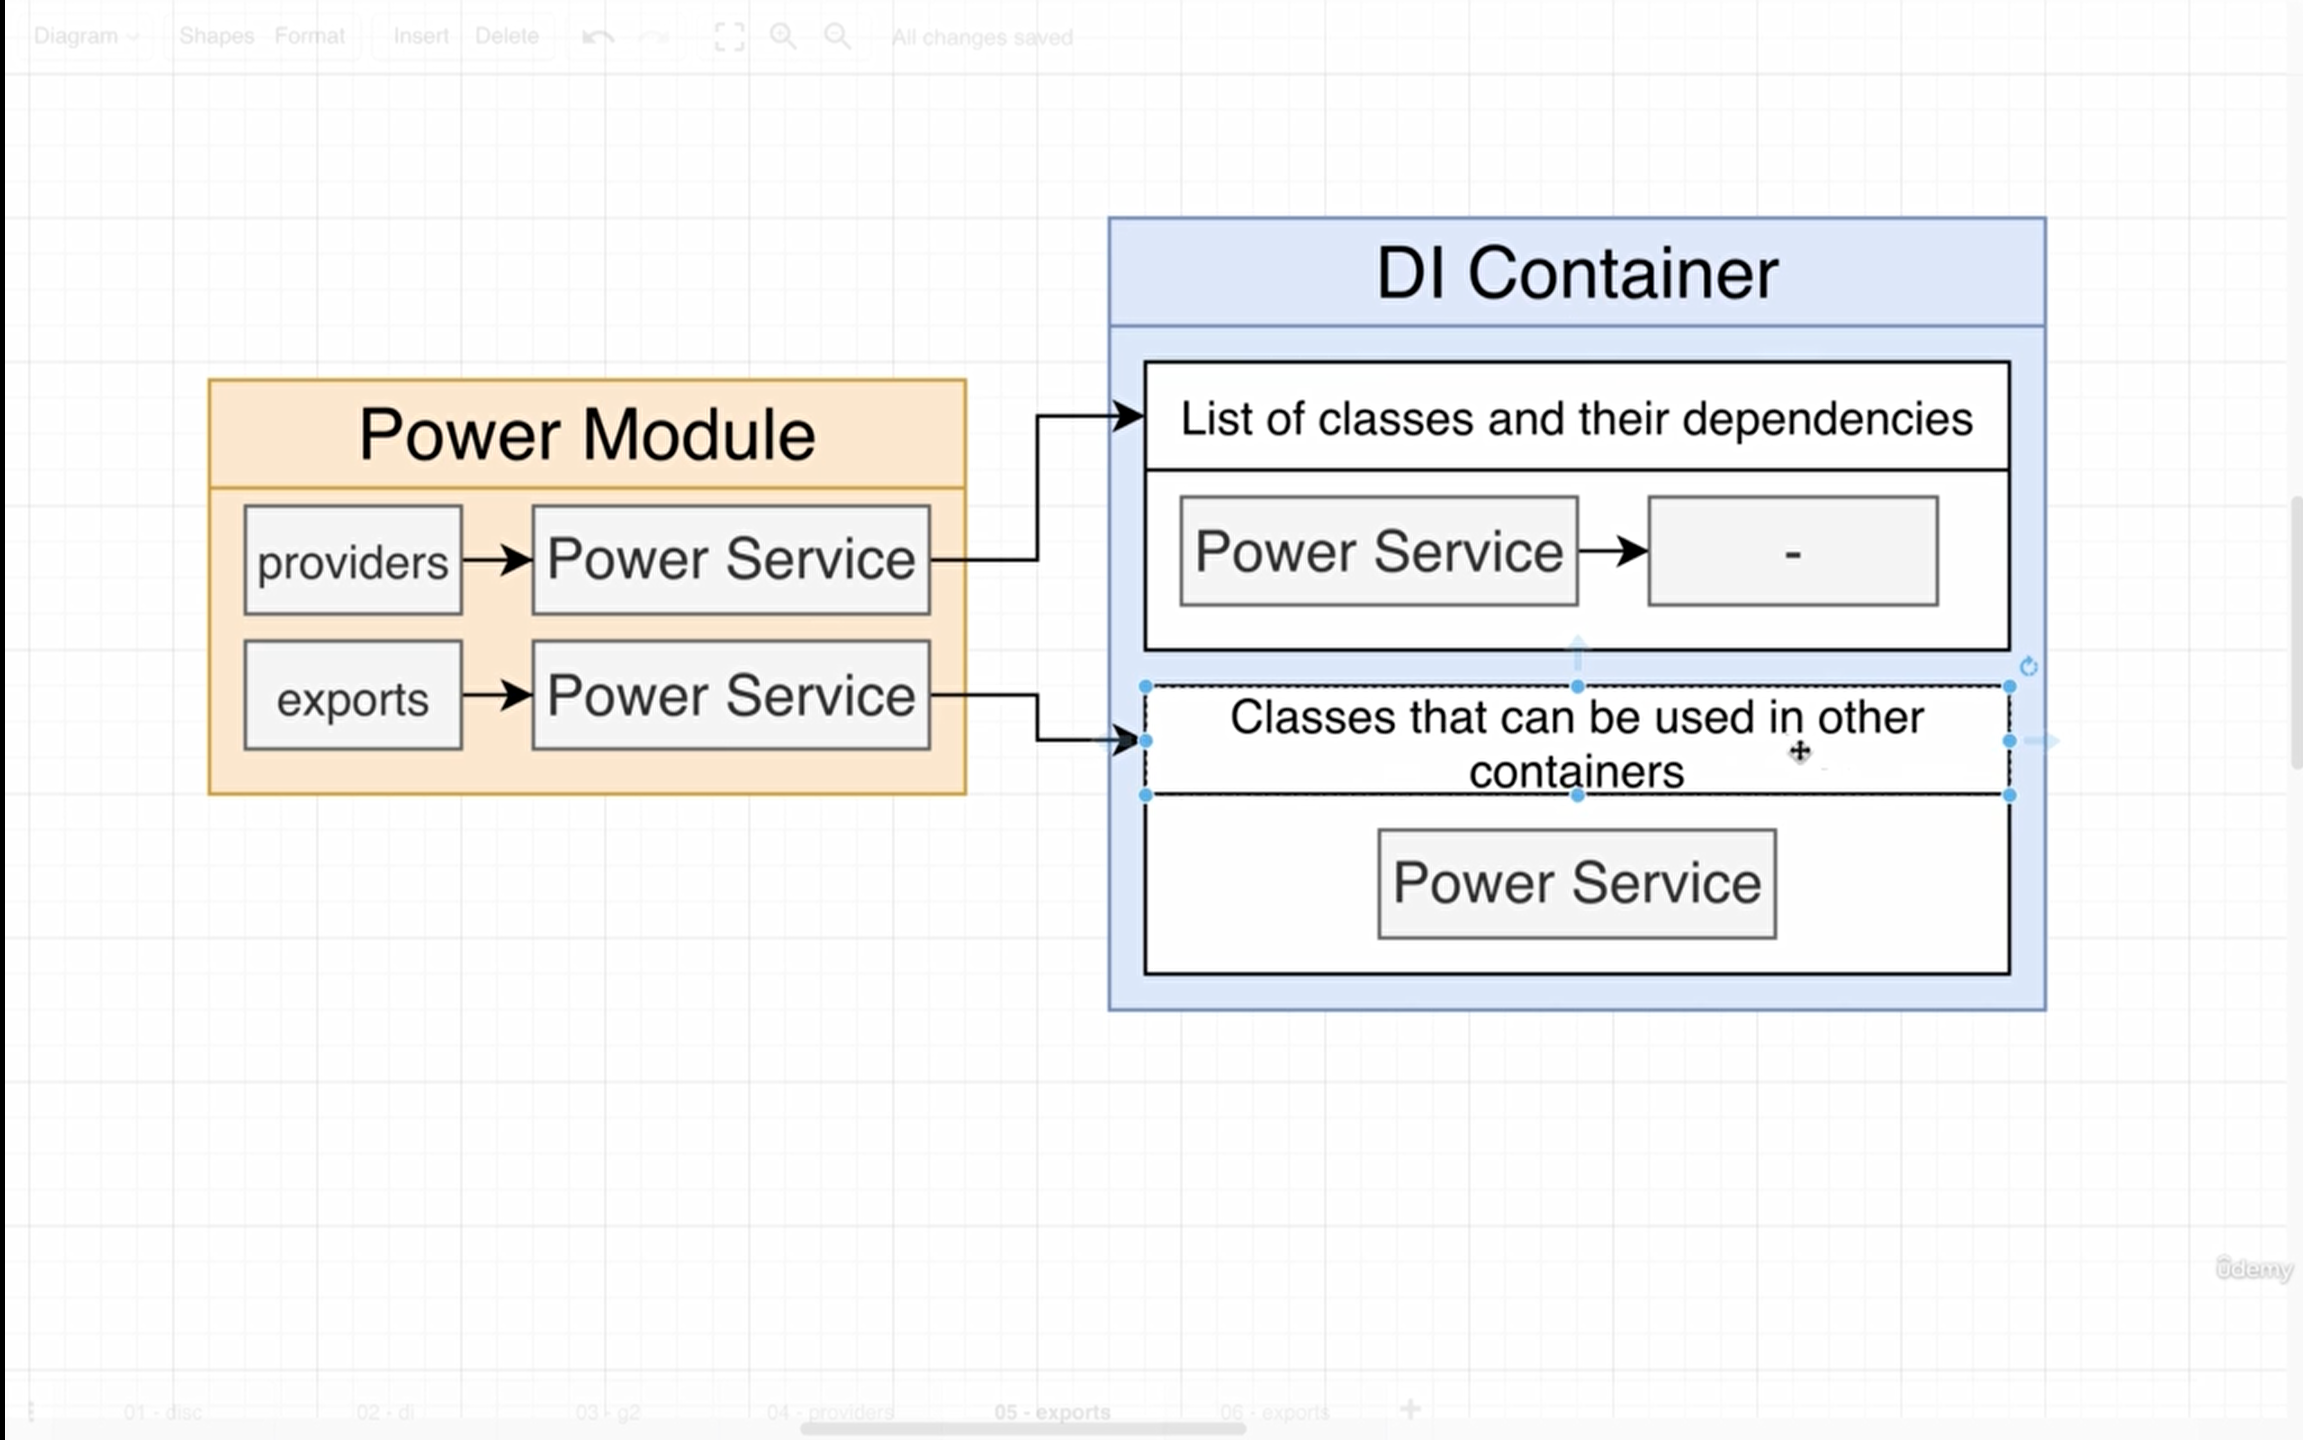 Diagram Shapes Format Insert Delete All changes saved
DI Container
List of classes and their dependencies
Power Module
providers Power Service
Power Service -
exports Power Service
Classes that can be used in other
containers
Power Service
ûdemy
01 - disc 02 - di 03 - g2 04 - providers 05 - exports 06 - exports